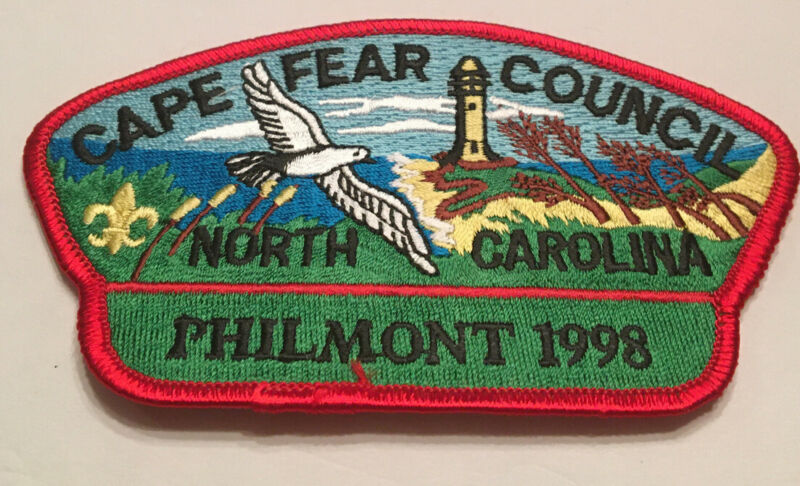 CAPE FEAR COUNCIL
NORTH CAROLINA
PHILMONT 1998